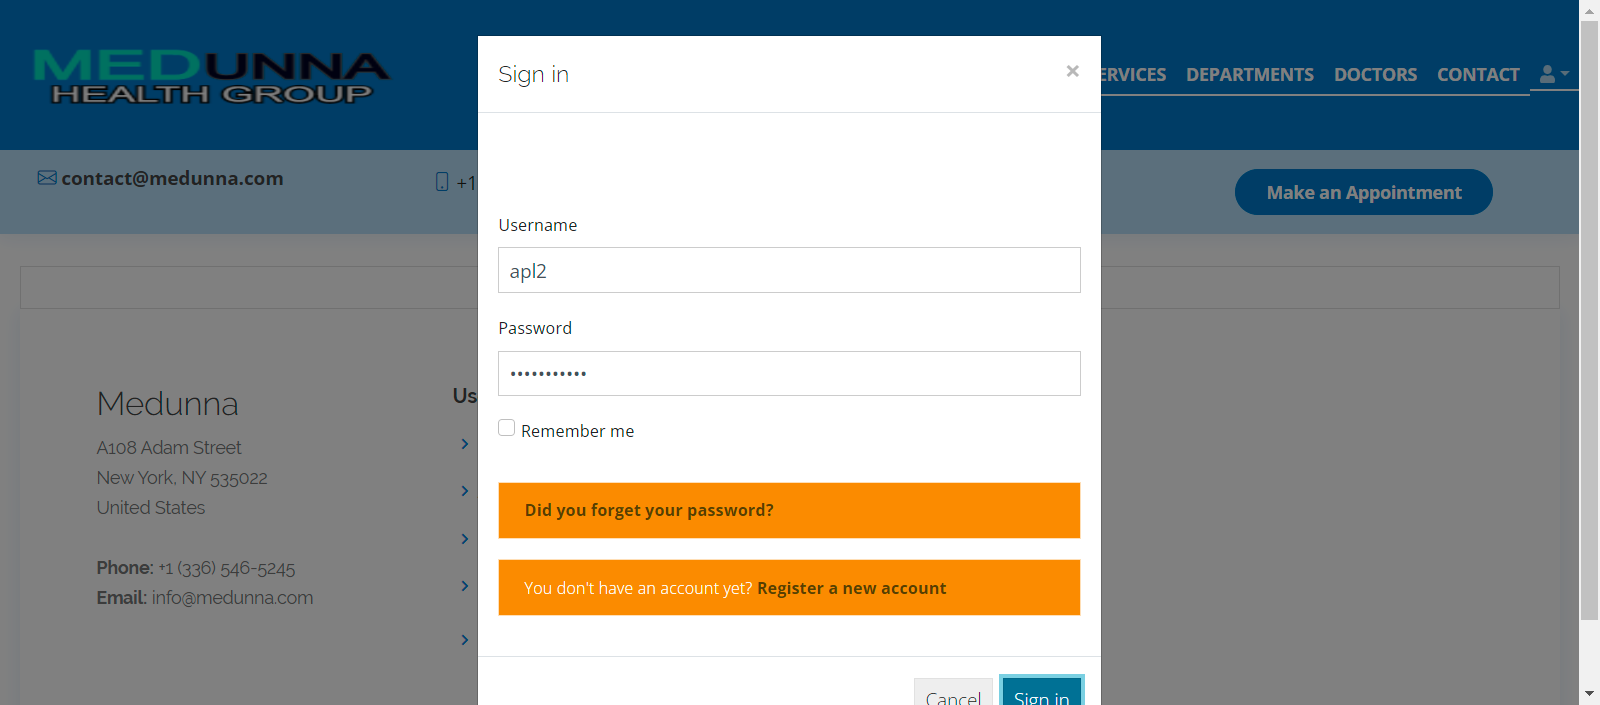 MEDUNNA
HEALTH GROUP
ERVICES
DEPARTMENTS
DOCTORS
CONTACT
contact@medunna.com
+1
Make an Appointment
Sign in
×
Username
apl2
Password
•••••••••••
Remember me
Did you forget your password?
You don't have an account yet? Register a new account
Cancel
Sign in
Medunna
A108 Adam Street
New York, NY 535022
United States
Phone: +1 (336) 546-5245
Email: info@medunna.com
Us